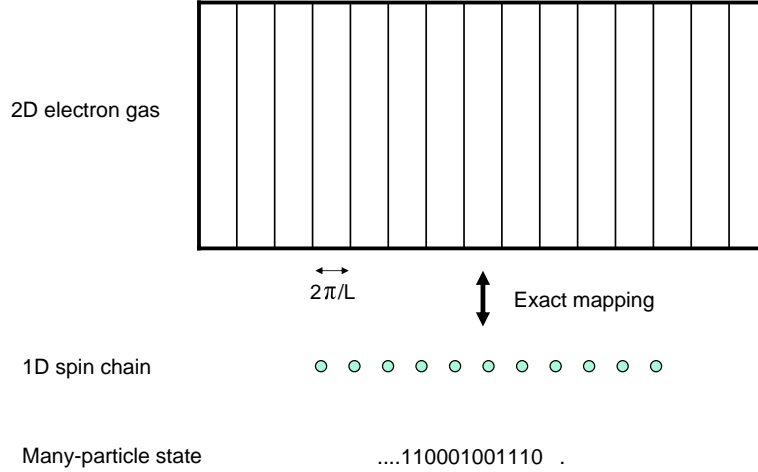 2D electron gas
2π/L
Exact mapping
1D spin chain
Many-particle state ....110001001110 .